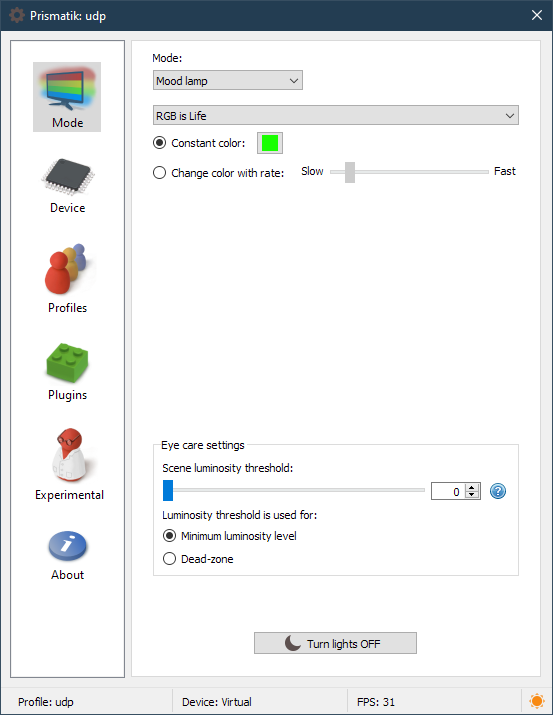 Prismatik: udp
Mode
Device
Profiles
Plugins
Experimental
About
Mode:
Mood lamp
RGB is Life
Constant color:
Change color with rate: Slow Fast
Eye care settings
Scene luminosity threshold:
0 ?
Luminosity threshold is used for:
Minimum luminosity level
Dead-zone
Turn lights OFF
Profile: udp Device: Virtual FPS: 31